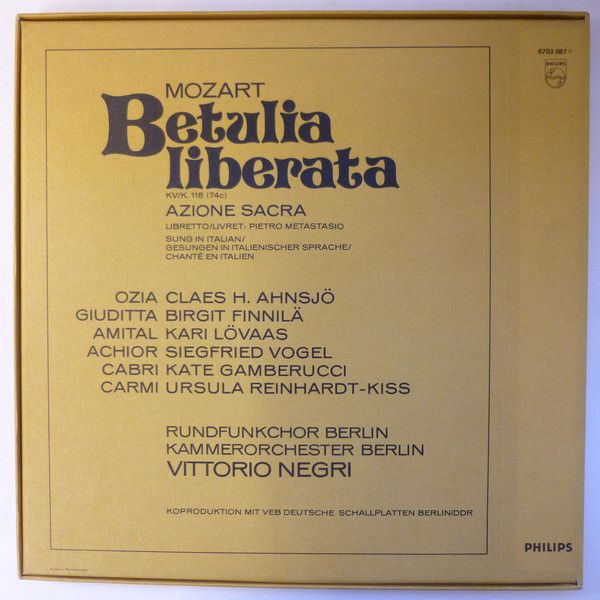 6703 087
PHILIPS
MOZART
Betulia
liberata
KV/K. 118 (74c)
AZIONE SACRA
LIBRETTO/LIVRET: PIETRO METASTASIO
SUNG IN ITALIAN/
GESUNGEN IN ITALIENISCHER SPRACHE/
CHANTÉ EN ITALIEN
OZIA CLAES H. AHNSJÖ
GIUDITTA BIRGIT FINNILÄ
AMITAL KARI LÖVAAS
ACHIOR SIEGFRIED VOGEL
CABRI KATE GAMBERUCCI
CARMI URSULA REINHARDT-KISS
RUNDFUNKCHOR BERLIN
KAMMERORCHESTER BERLIN
VITTORIO NEGRI
KOPRODUKTION MIT VEB DEUTSCHE SCHALLPLATTEN BERLIN/DDR
PHILIPS